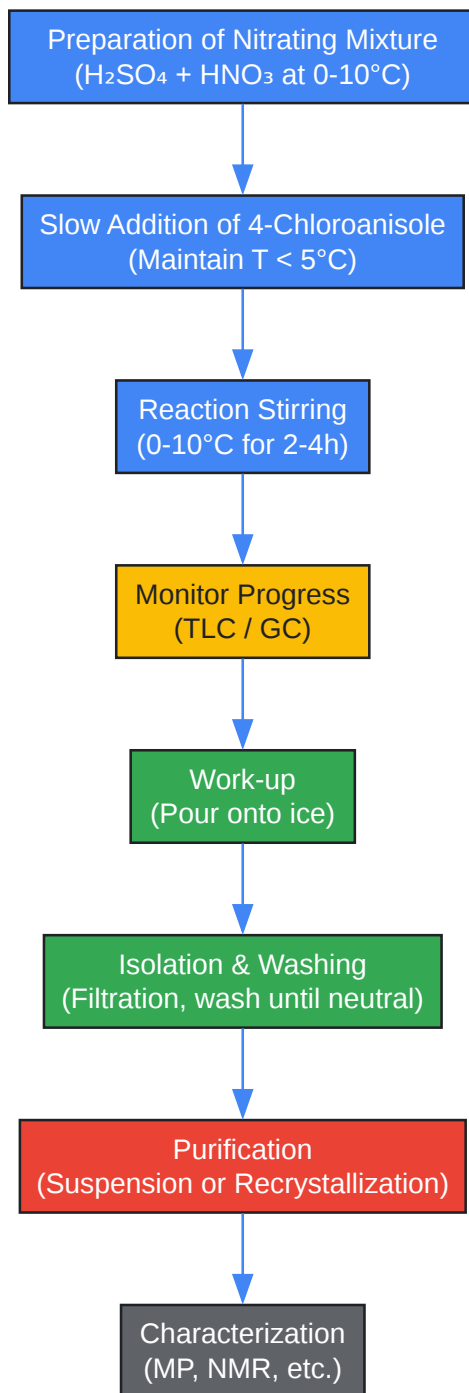 Preparation of Nitrating Mixture
(H₂SO₄ + HNO₃ at 0-10°C)
Slow Addition of 4-Chloroanisole
(Maintain T < 5°C)
Reaction Stirring
(0-10°C for 2-4h)
Monitor Progress
(TLC / GC)
Work-up
(Pour onto ice)
Isolation & Washing
(Filtration, wash until neutral)
Purification
(Suspension or Recrystallization)
Characterization
(MP, NMR, etc.)